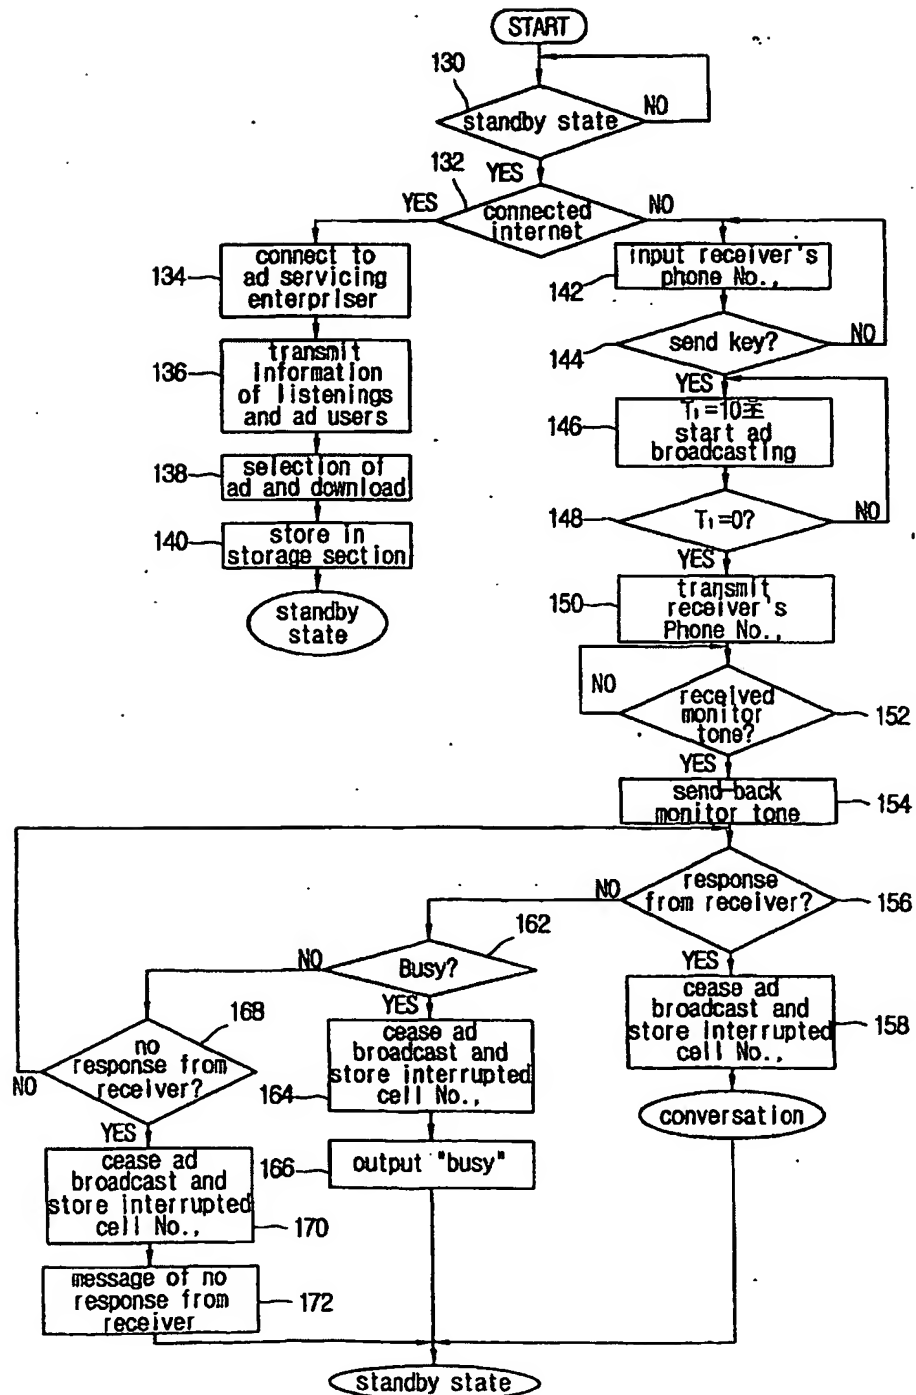 START
130
standby state
NO
YES
132
YES
connected
internet
NO
134
connect to
ad servicing
enterpriser
142
input receiver's
phone No.,
136
transmit
information
of listenings
and ad users
144
send key?
NO
YES
146
T₁=10초
start ad
broadcasting
138
selection of
ad and download
148
T₁=0?
NO
YES
140
store in
storage section
standby
state
150
transmit
receiver's
Phone No.,
NO
received
monitor
tone?
152
YES
send back
monitor tone
154
response
from receiver?
156
NO
YES
162
Busy?
NO
YES
cease ad
broadcast and
store interrupted
cell No.,
158
conversation
168
no
response from
receiver?
NO
YES
164
cease ad
broadcast and
store interrupted
cell No.,
166
output "busy"
cease ad
broadcast and
store interrupted
cell No.,
170
message of no
response from
receiver
172
standby state